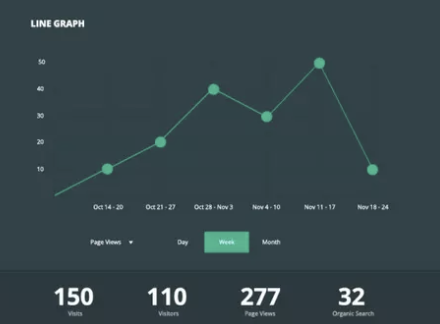 LINE GRAPH
50
40
30
20
10
Oct 14 - 20 Oct 21 - 27 Oct 28 - Nov 3 Nov 4 - 10 Nov 11 - 17 Nov 18 - 24
Page Views Day Week Month
150 110 277 32
Visits Visitors Page Views Organic Search